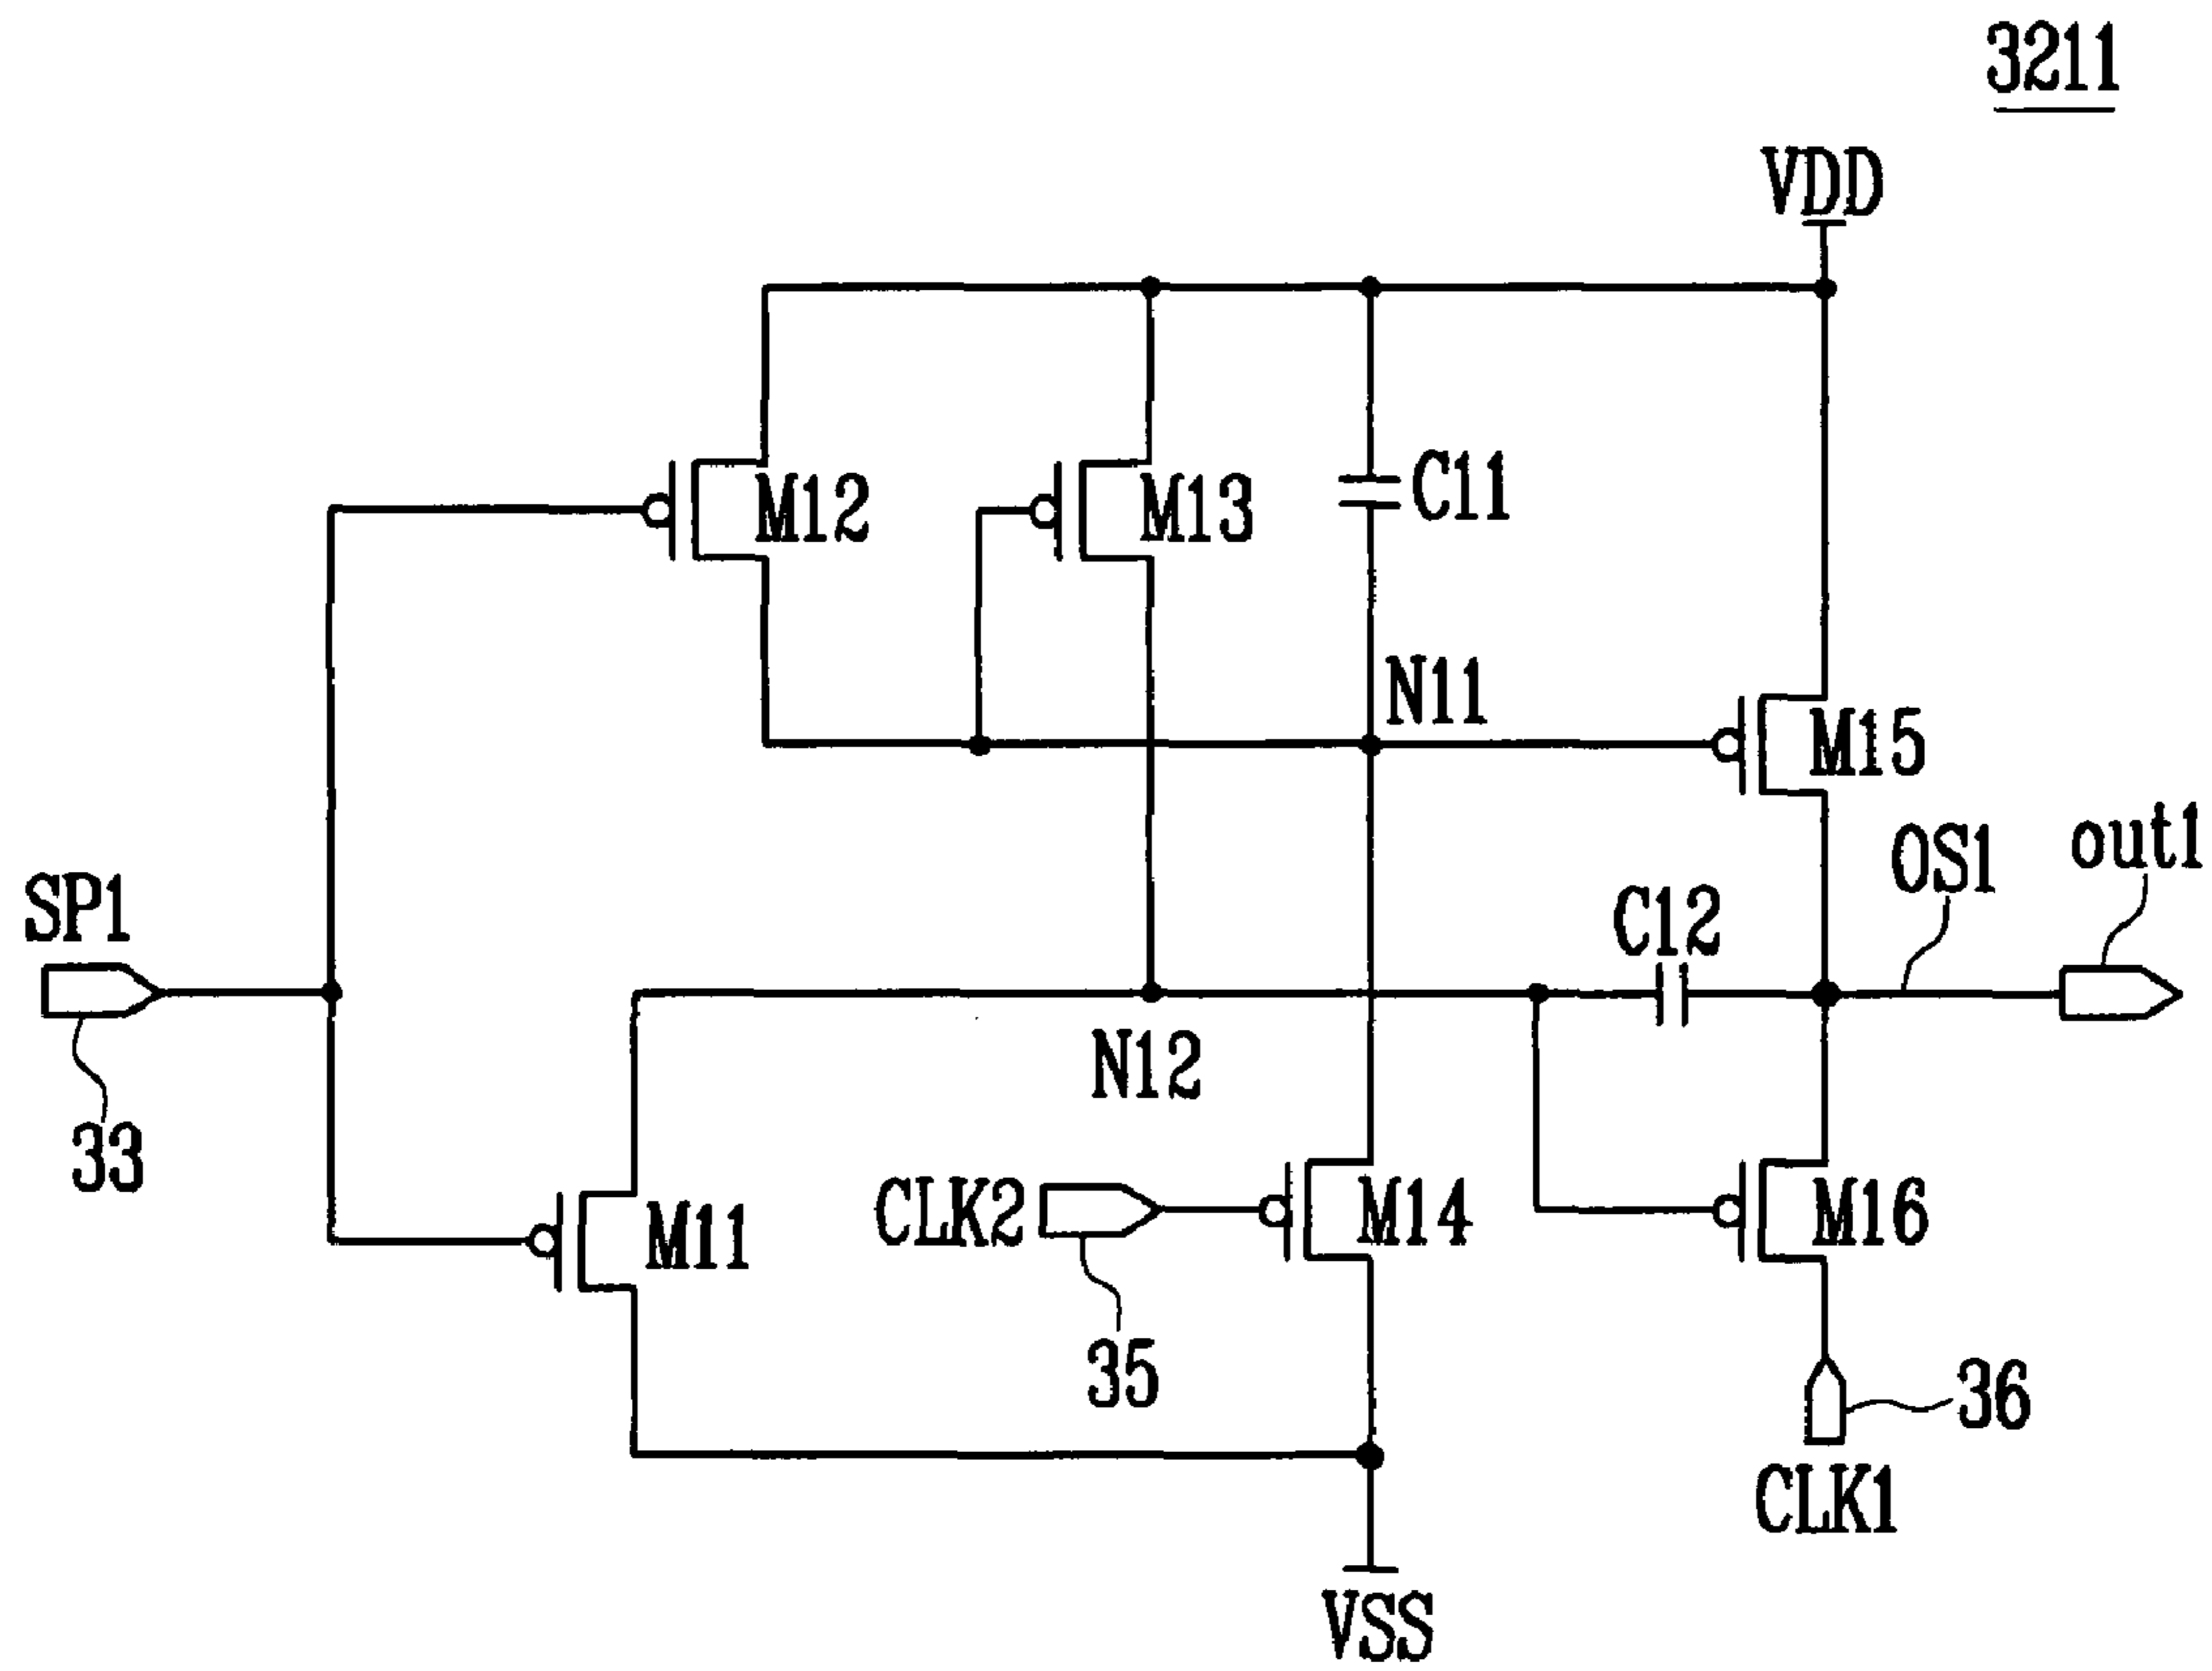 3211
VDD
M12
M13
C11
N11
M15
SP1
C12
OS1
out1
33
N12
M11
CLK2
M14
M16
35
36
CLK1
VSS